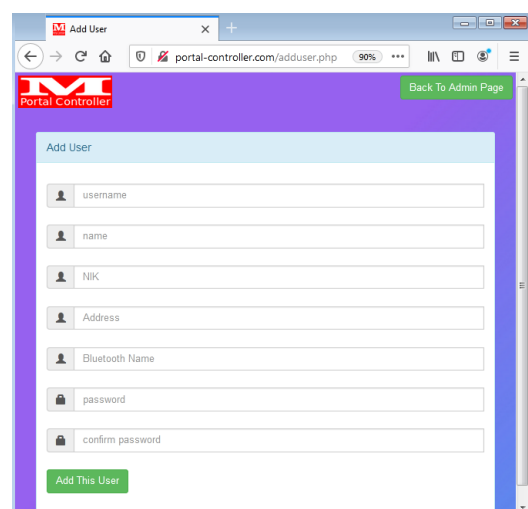 Add User
portal-controller.com/adduser.php 90%
M
Portal Controller
Back To Admin Page
Add User
username
name
NIK
Address
Bluetooth Name
password
confirm password
Add This User